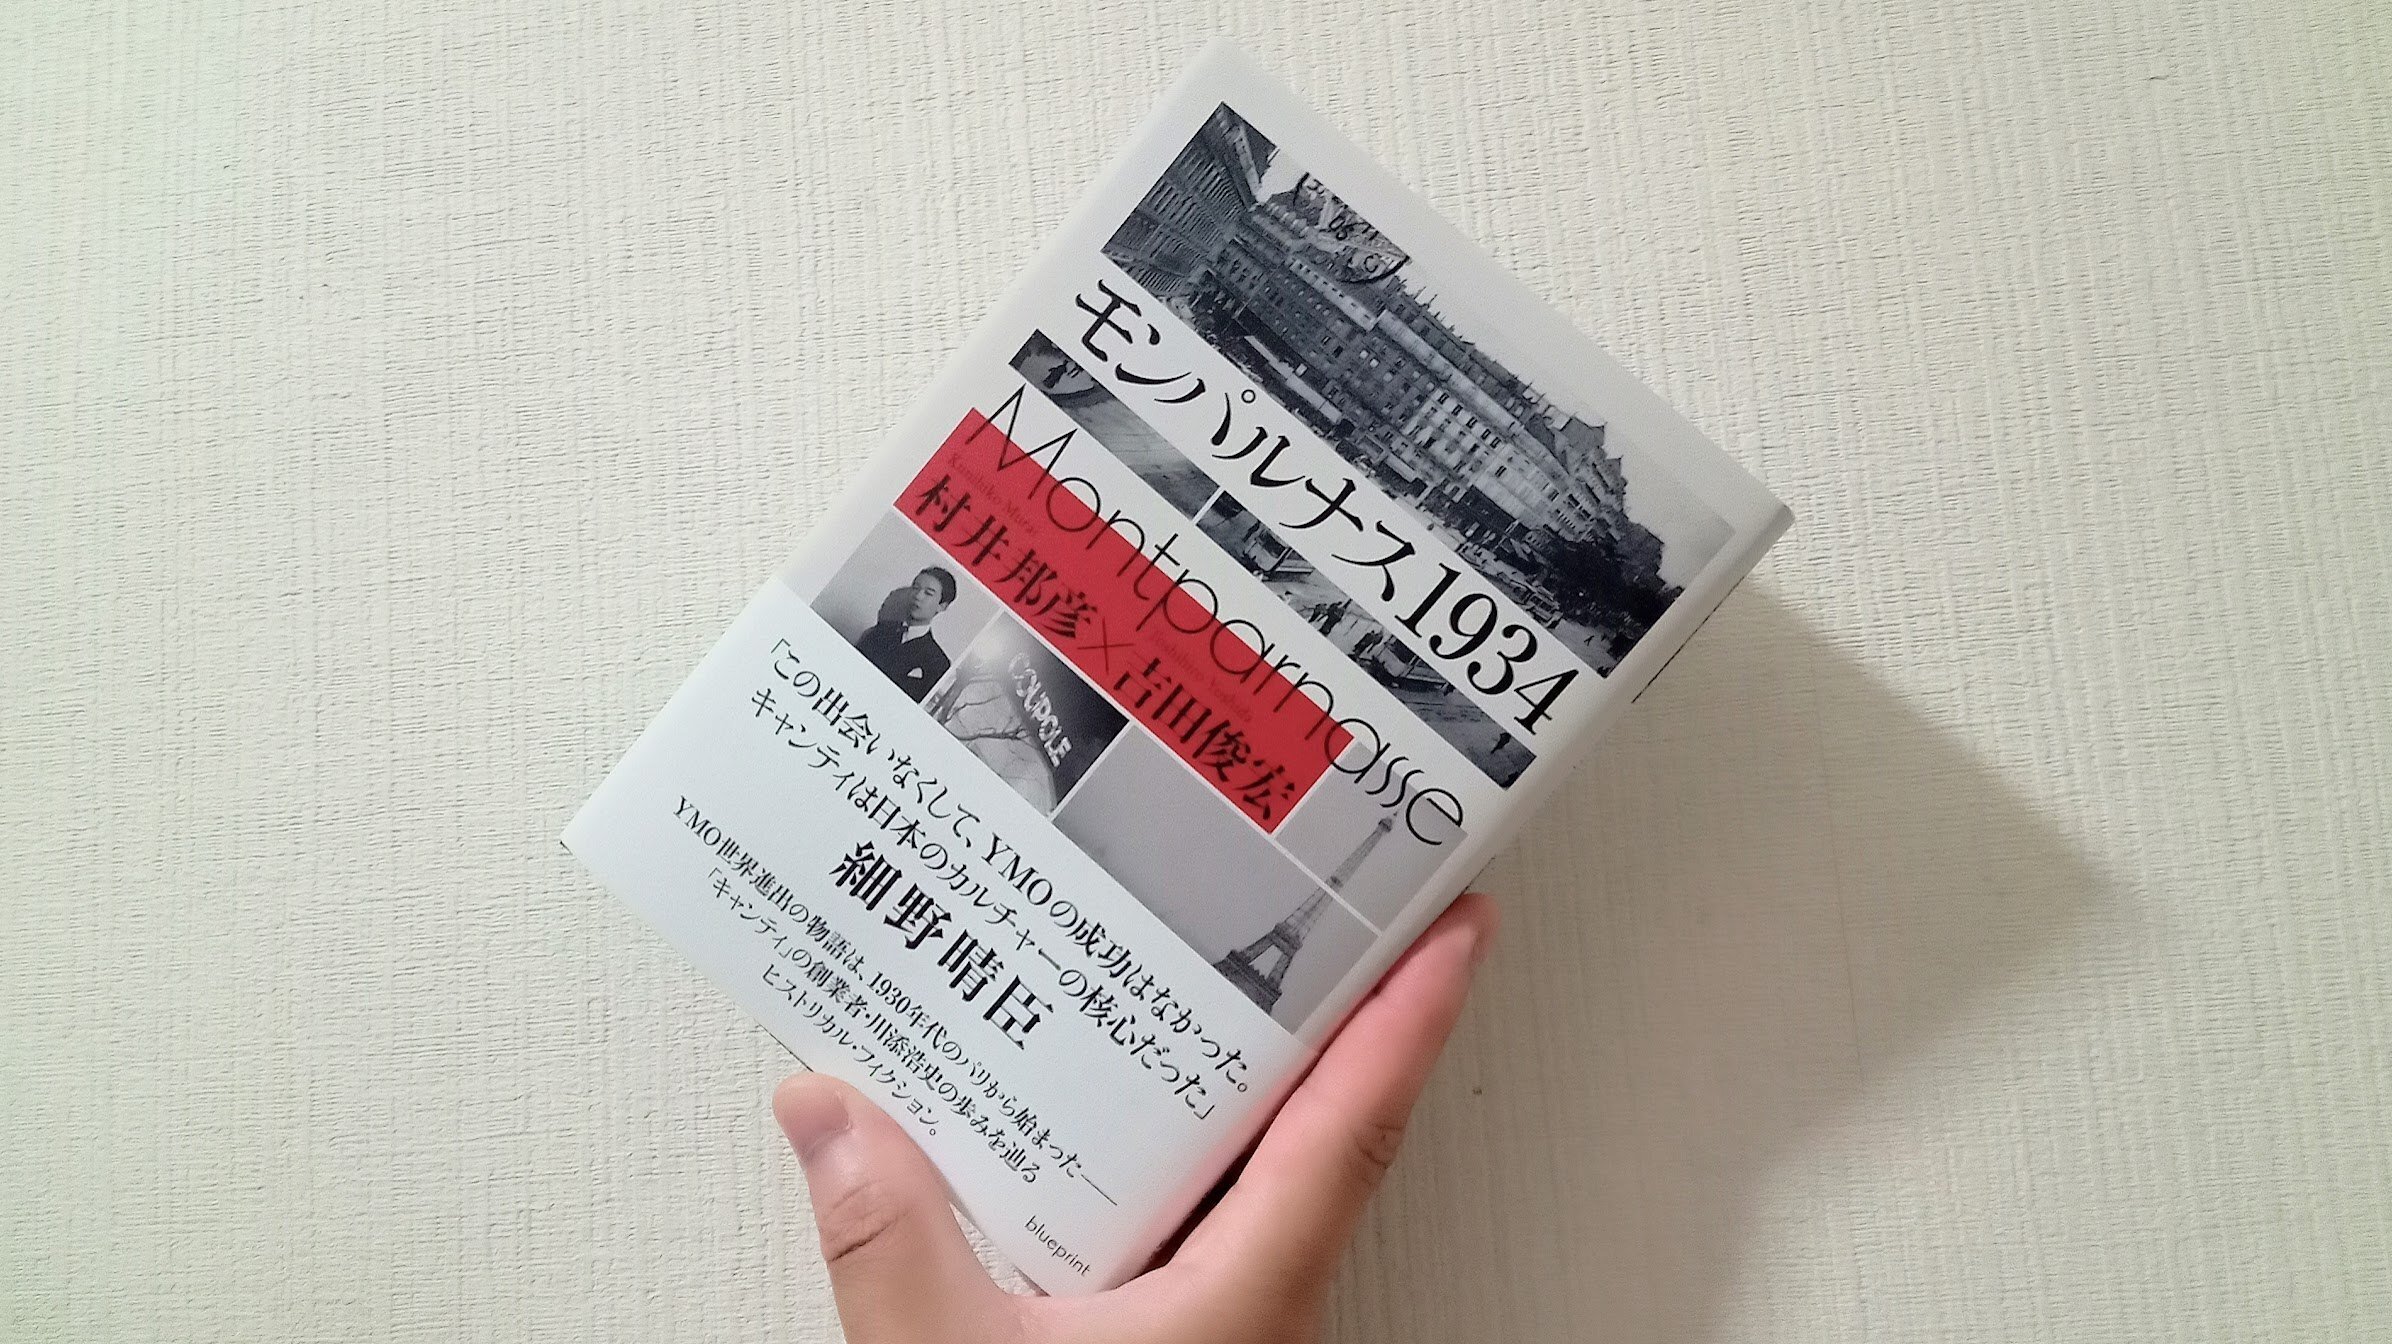 モンパルナス1934
Montparnasse
Kunihiko Murai
Toshihiro Yoshida
村井邦彦×吉田俊宏
COUPOLE
「この出会いなくして、YMOの成功はなかった。
キャンティは日本のカルチャーの核心だった」
細野晴臣
YMO世界進出の物語は、1930年代のパリから始まった――
「キャンティ」の創業者・川添浩史の歩みを辿る
ヒストリカル・フィクション。
blueprint